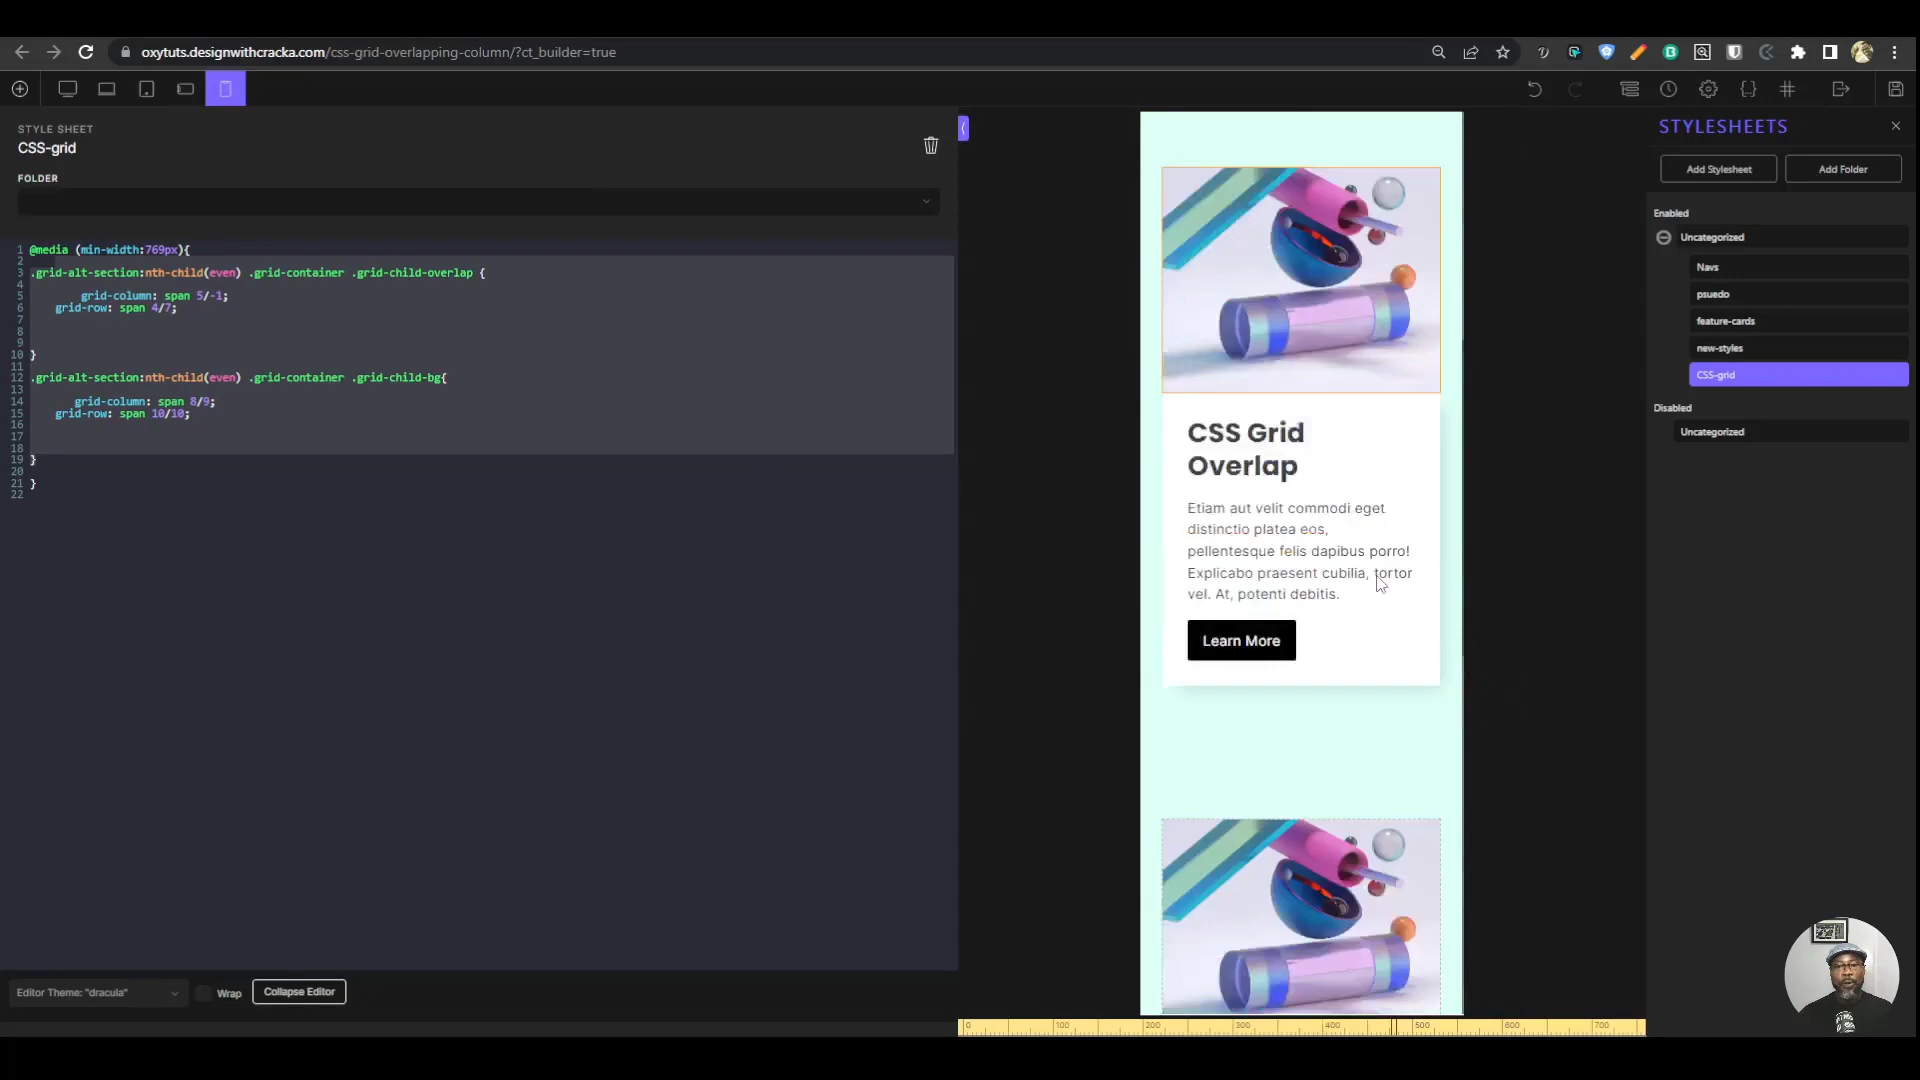 oxytuts.designwithcracka.com/css-grid-overlapping-column/?ct_builder=true
STYLE SHEET
CSS-grid
FOLDER
1 @media (min-width:769px){
2
3 .grid-alt-section:nth-child(even) .grid-container .grid-child-overlap {
4
5 grid-column: span 5/-1;
6 grid-row: span 4/7;
7
8
9
10 }
11
12 .grid-alt-section:nth-child(even) .grid-container .grid-child-bg{
13
14 grid-column: span 8/9;
15 grid-row: span 10/10;
16
17
18
19 }
20
21 }
22
Editor Theme: "dracula"
Wrap
Collapse Editor
CSS Grid
Overlap
Etiam aut velit commodi eget
distinctio platea eos,
pellentesque felis dapibus porro!
Explicabo praesent cubilia, tortor
vel. At, potenti debitis.
Learn More
0 100 200 300 400 500 600 700
STYLESHEETS
Add Stylesheet
Add Folder
Enabled
Uncategorized
Navs
psuedo
feature-cards
new-styles
CSS-grid
Disabled
Uncategorized